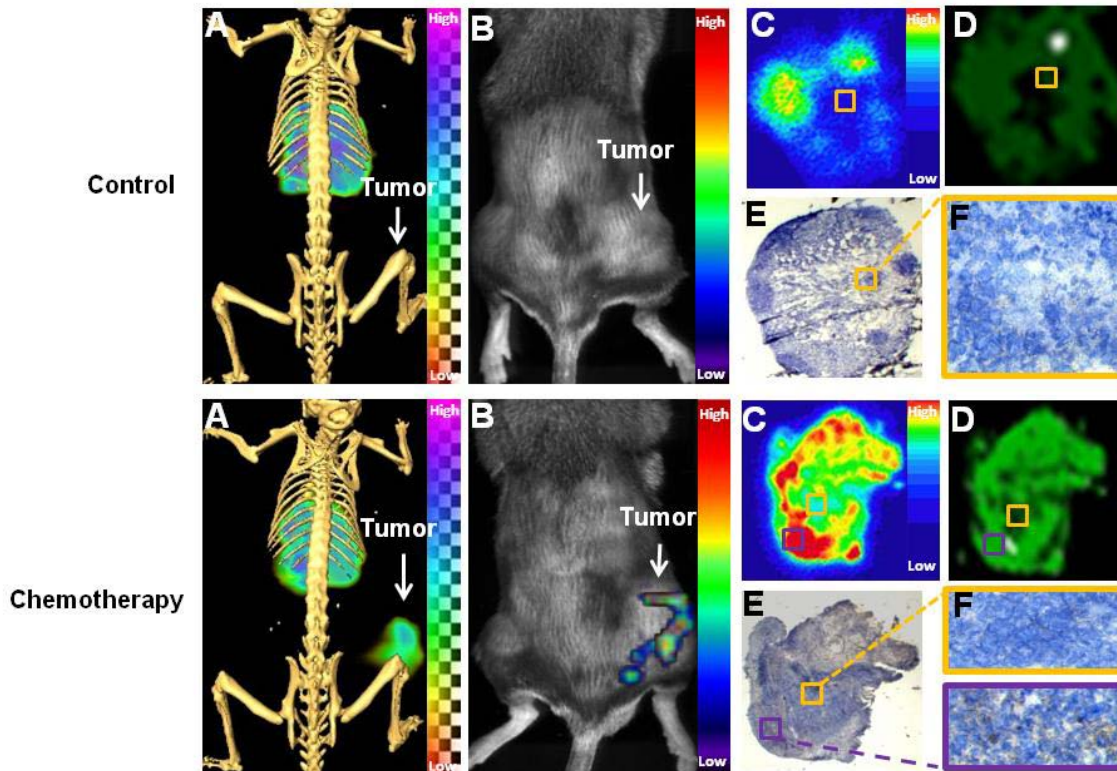 Control
A
High
Low
Tumor
B
High
Low
Tumor
C
High
Low
D
E
F
Chemotherapy
A
High
Low
Tumor
B
High
Low
Tumor
C
High
Low
D
E
F